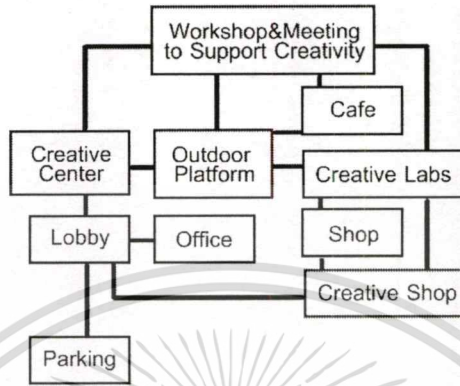 Workshop&Meeting
to Support Creativity
Cafe
Creative
Center
Outdoor
Platform
Creative Labs
Lobby
Office
Shop
Creative Shop
Parking